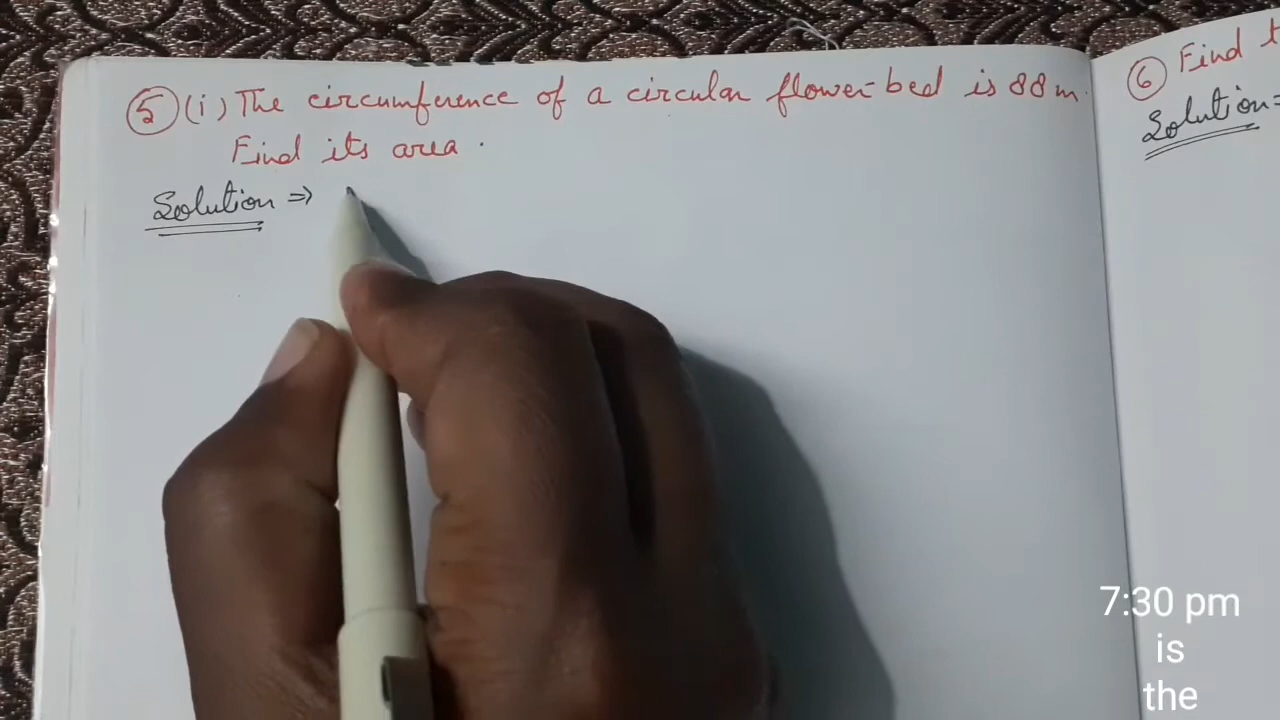 5 (i) The circumference of a circular flower-bed is 88 m.
Find its area.
Solution ⇒
6 Find
Solution =
7:30 pm
is
the